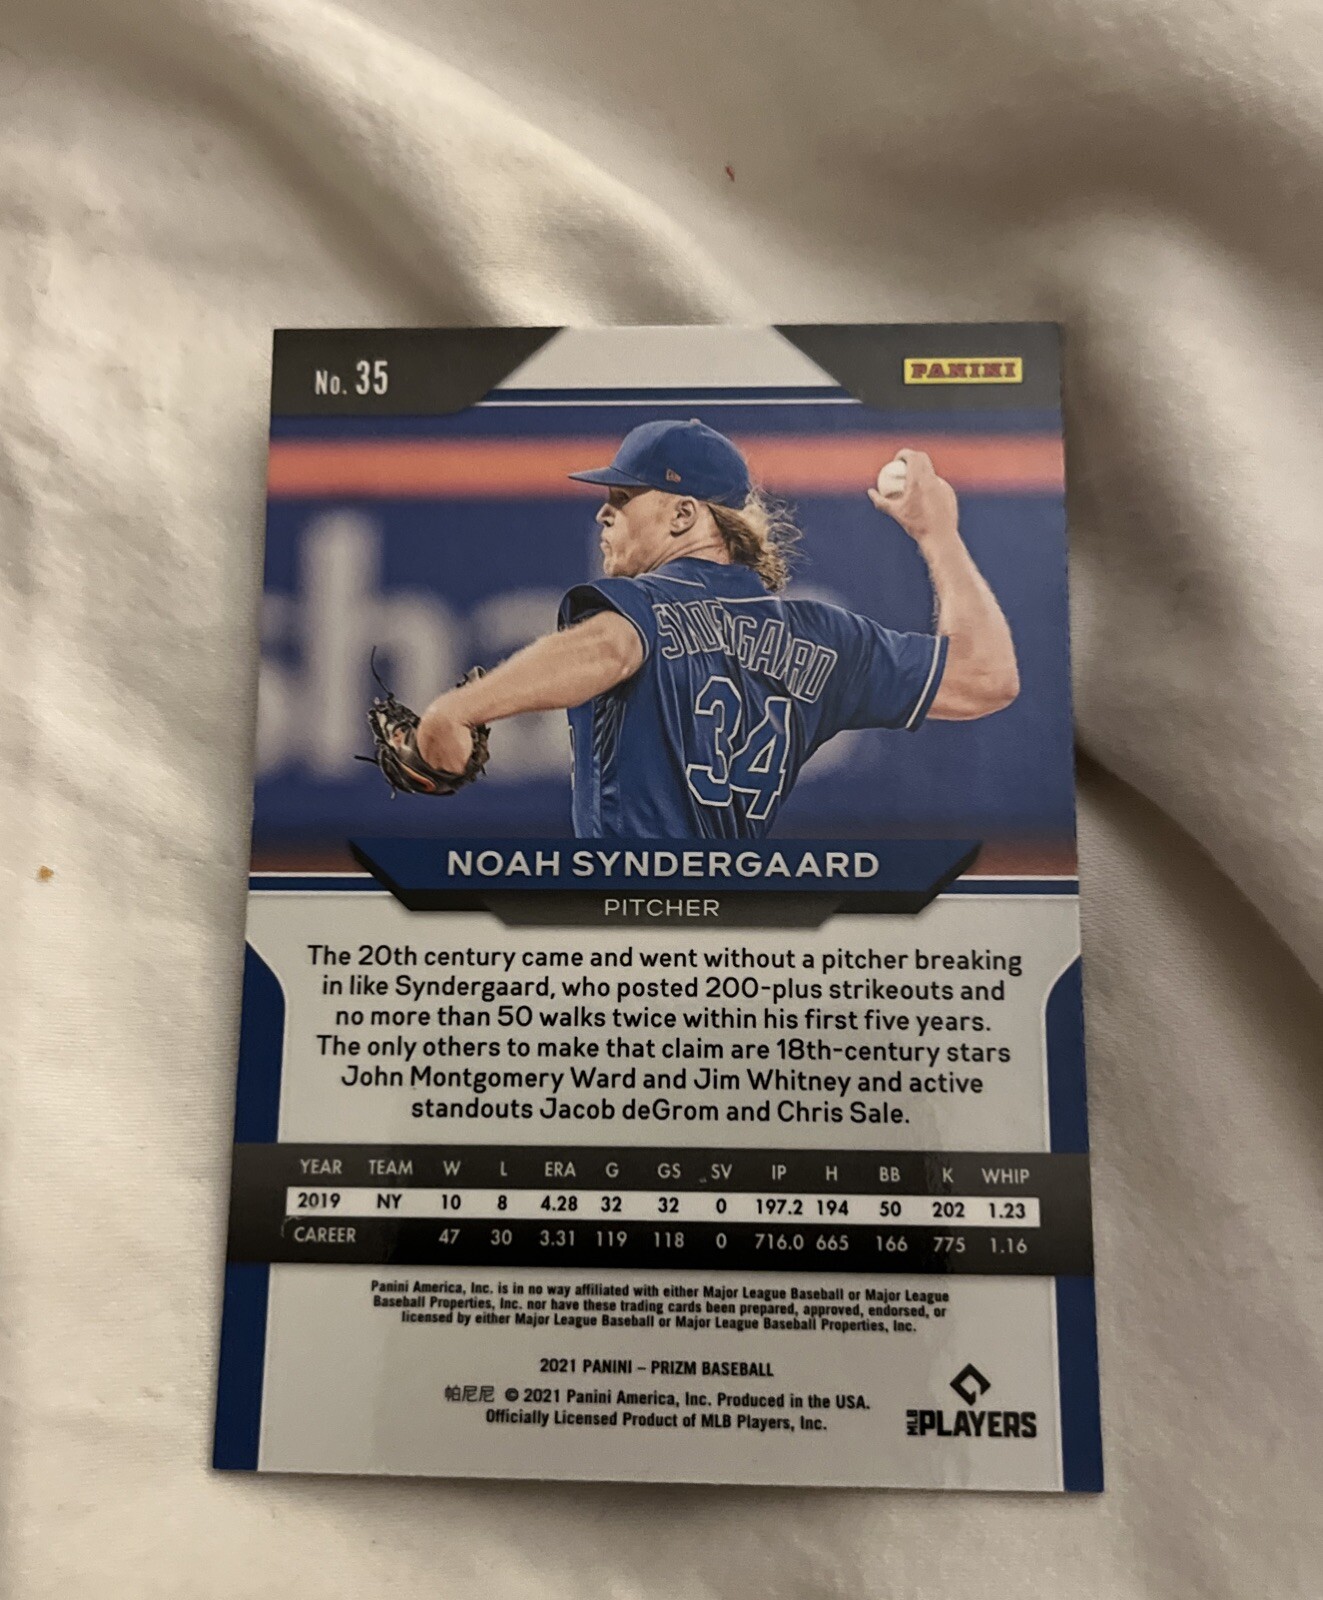 No. 35
PANINI
SYNDERGAARD
34
NOAH SYNDERGAARD
PITCHER
The 20th century came and went without a pitcher breaking
in like Syndergaard, who posted 200-plus strikeouts and
no more than 50 walks twice within his first five years.
The only others to make that claim are 18th-century stars
John Montgomery Ward and Jim Whitney and active
standouts Jacob deGrom and Chris Sale.
YEAR TEAM W L ERA G GS SV IP H BB K WHIP
2019 NY 10 8 4.28 32 32 0 197.2 194 50 202 1.23
CAREER 47 30 3.31 119 118 0 716.0 665 166 775 1.16
Panini America, Inc. is in no way affiliated with either Major League Baseball or Major League
Baseball Properties, Inc. nor have these trading cards been prepared, approved, endorsed, or
licensed by either Major League Baseball or Major League Baseball Properties, Inc.
2021 PANINI – PRIZM BASEBALL
帕尼尼 © 2021 Panini America, Inc. Produced in the USA.
Officially Licensed Product of MLB Players, Inc.
MLB PLAYERS